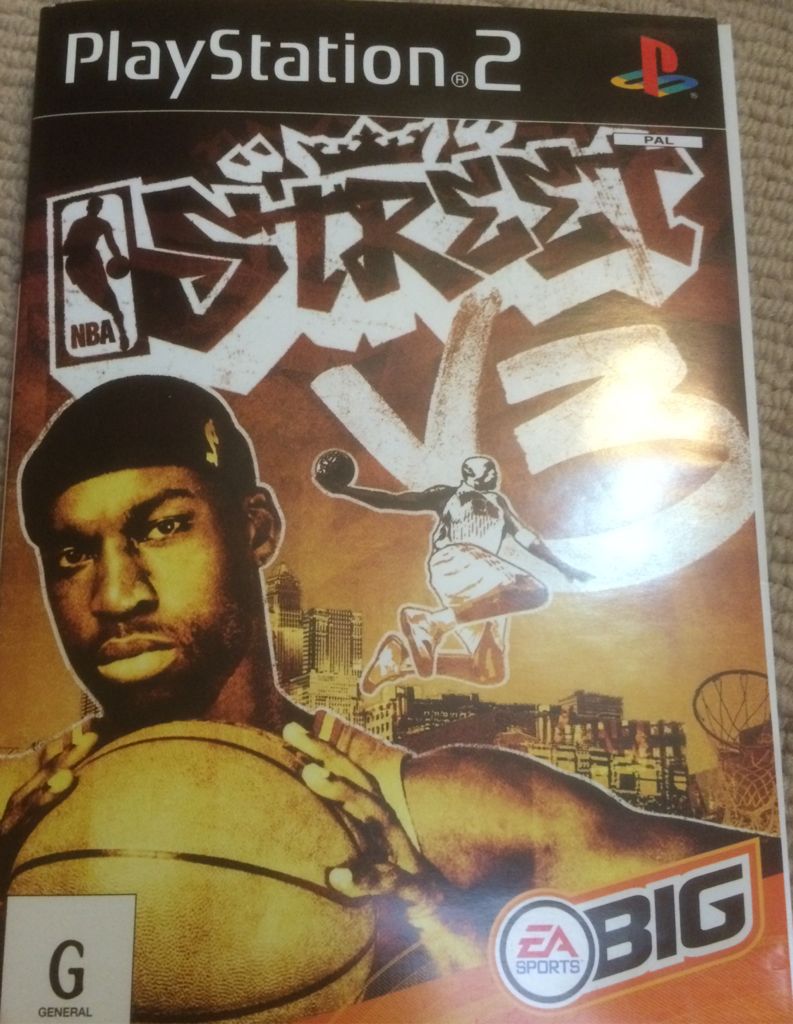 PlayStation®2
PAL
STREET
NBA
V3
G
GENERAL
EA
SPORTS
BIG